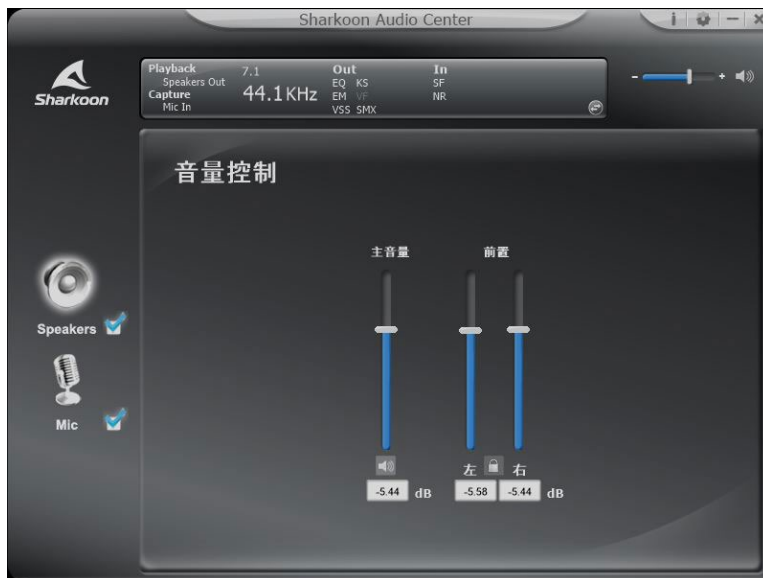 Sharkoon Audio Center
Sharkoon
Playback 7.1 Out In
Speakers Out EQ KS SF
Capture 44.1KHz EM VF NR
Mic In VSS SMX
- +
音量控制
主音量 前置
Speakers
Mic
左 右
-5.44 dB -5.58 -5.44 dB